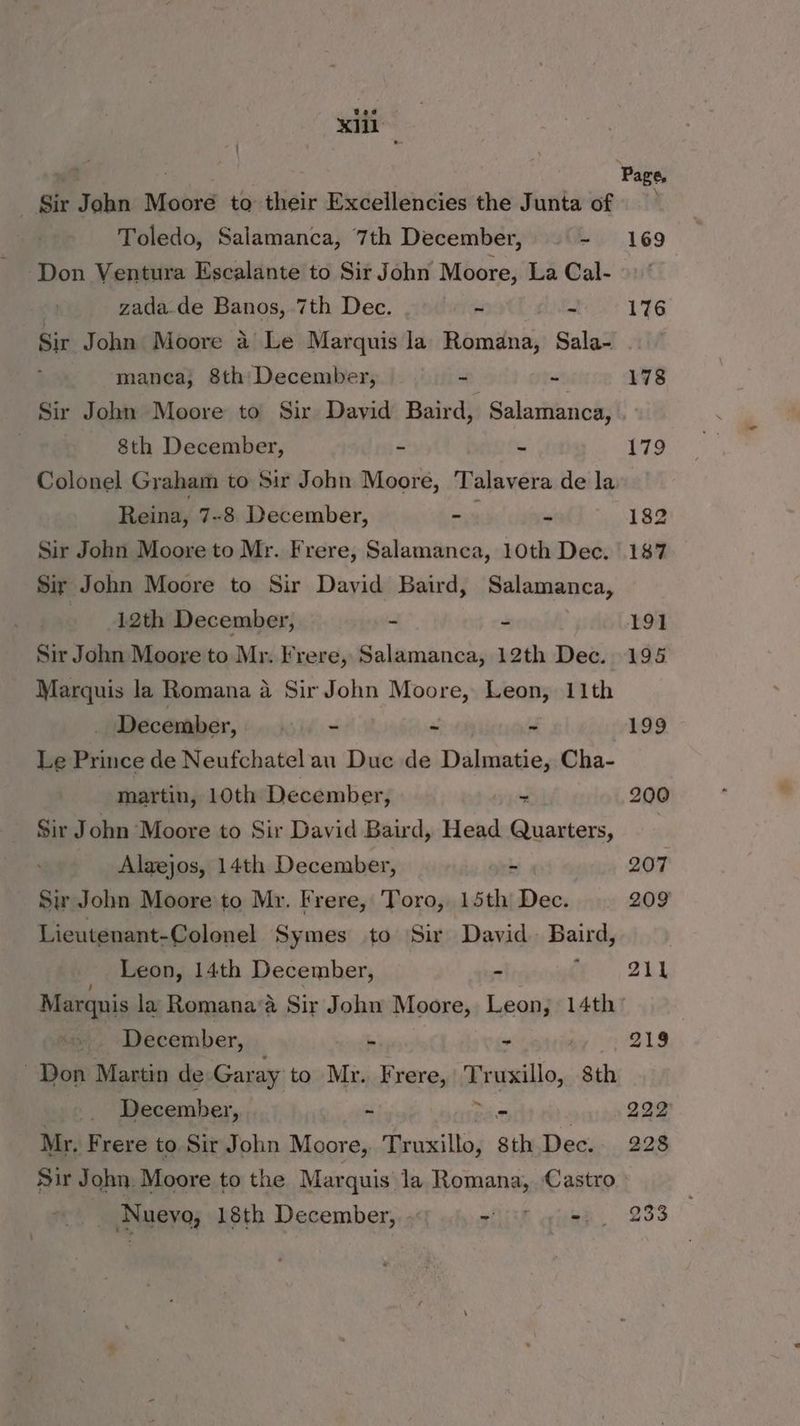 xiii
Page,
Sir John Moore to their Excellencies the Junta of
Toledo, Salamanca, 7th December, - 169
Don Ventura Escalante to Sir John Moore, La Cal-
zada de Banos, 7th Dec. - - 176
Sir John Moore à Le Marquis la Romana, Sala-
manca, 8th December, - - 178
Sir John Moore to Sir David Baird, Salamanca,
8th December, - - 179
Colonel Graham to Sir John Moore, Talavera de la
Reina, 7-8 December, - - 182
Sir John Moore to Mr. Frere, Salamanca, 10th Dec. 187
Sir John Moore to Sir David Baird, Salamanca,
12th December, - - 191
Sir John Moore to Mr. Frere, Salamanca, 12th Dec. 195
Marquis la Romana à Sir John Moore, Leon, 11th
December, - - - 199
Le Prince de Neufchatel au Duc de Dalmatie, Cha-
martin, 10th December, - 200
Sir John Moore to Sir David Baird, Head Quarters,
Alaejos, 14th December, - 207
Sir John Moore to Mr. Frere, Toro, 15th Dec. 209
Lieutenant-Colonel Symes to Sir David Baird,
Leon, 14th December, - 211
Marquis la Romana à Sir John Moore, Leon, 14th
December, - - 219
Don Martin de Garay to Mr. Frere, Truxillo, 8th
December, - - 222
Mr. Frere to Sir John Moore, Truxillo, 8th Dec. 228
Sir John Moore to the Marquis la Romana, Castro
Nuevo, 18th December, - - 233